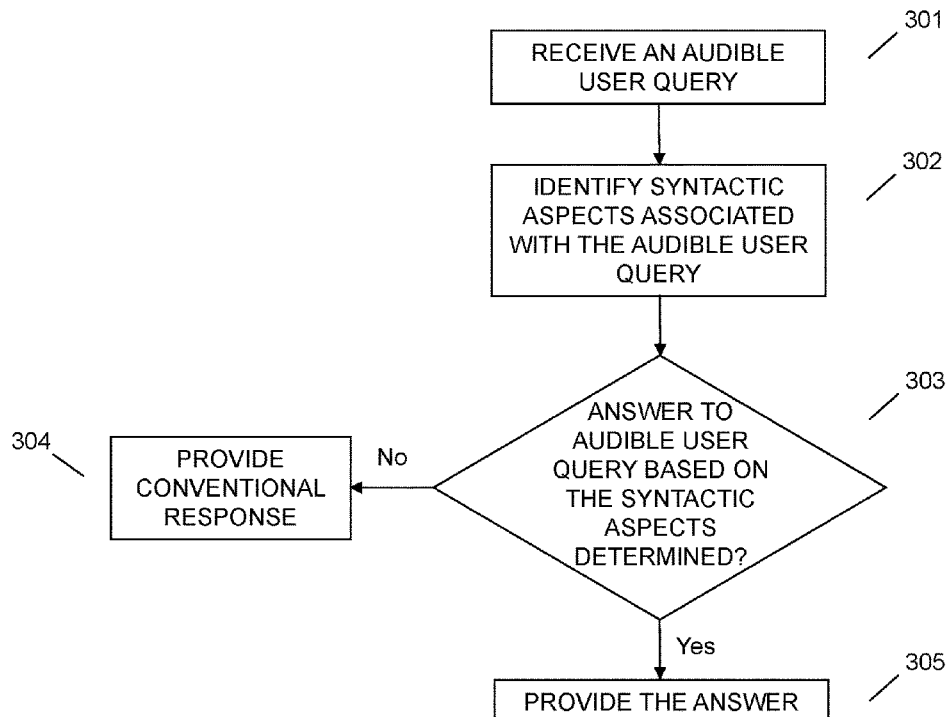 301
RECEIVE AN AUDIBLE
USER QUERY
302
IDENTIFY SYNTACTIC
ASPECTS ASSOCIATED
WITH THE AUDIBLE USER
QUERY
303
ANSWER TO
AUDIBLE USER
QUERY BASED ON
THE SYNTACTIC
ASPECTS
DETERMINED?
No
304
PROVIDE
CONVENTIONAL
RESPONSE
Yes
305
PROVIDE THE ANSWER